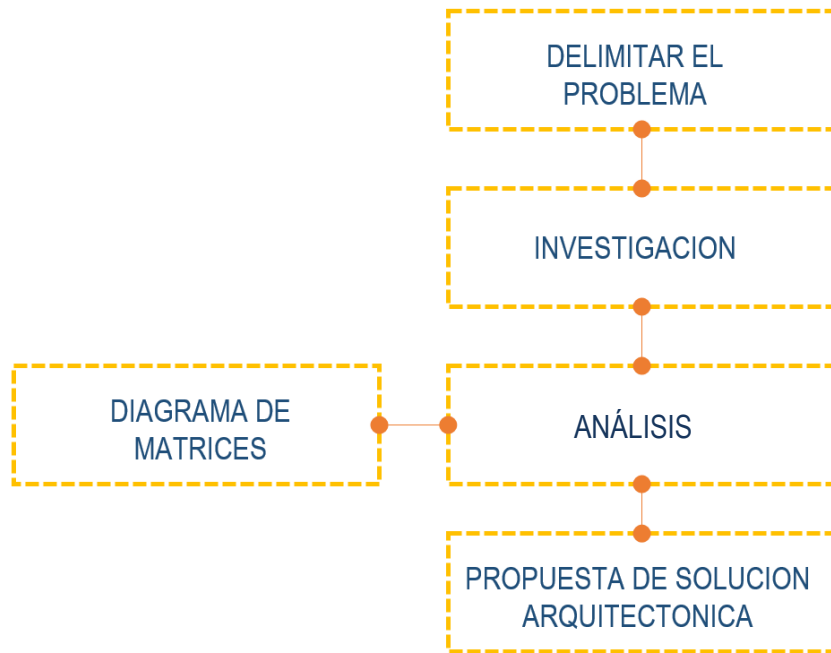 DELIMITAR EL
PROBLEMA
INVESTIGACION
DIAGRAMA DE
MATRICES
ANÁLISIS
PROPUESTA DE SOLUCION
ARQUITECTONICA